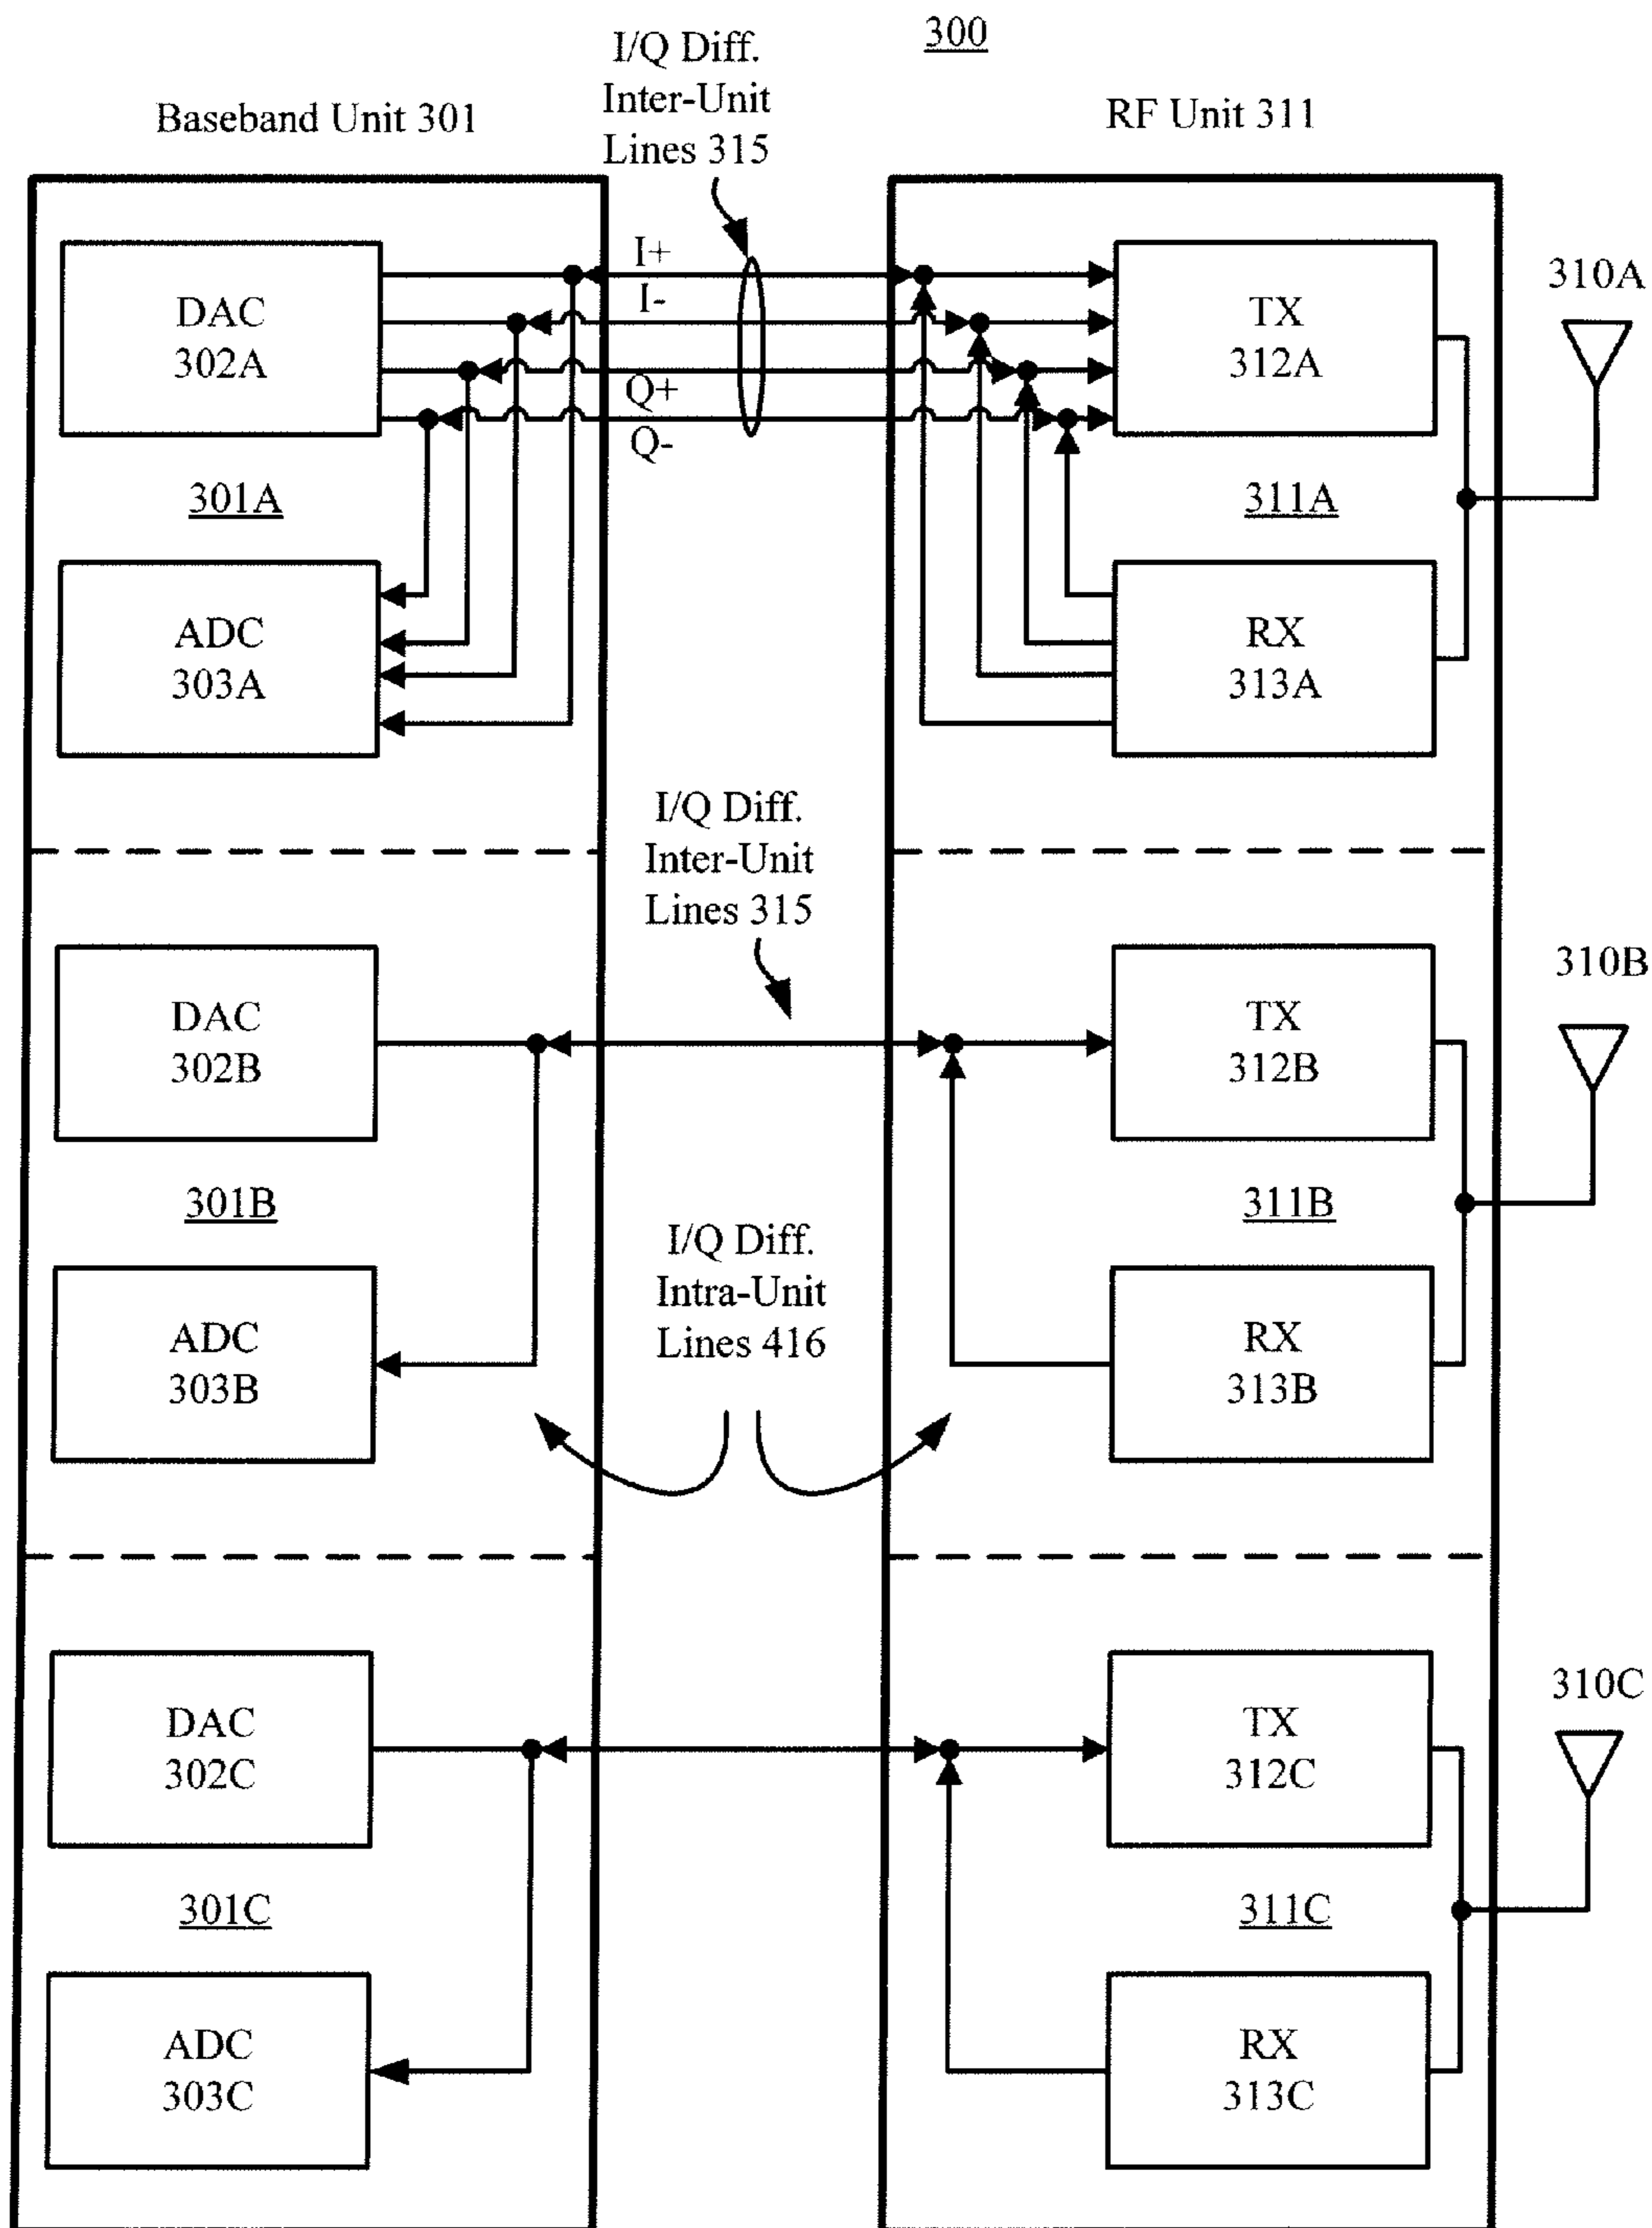 300
I/Q Diff.
Inter-Unit
Lines 315
Baseband Unit 301
RF Unit 311
I+
I-
Q+
Q-
DAC
302A
TX
312A
310A
301A
311A
ADC
303A
RX
313A
I/Q Diff.
Inter-Unit
Lines 315
DAC
302B
TX
312B
310B
301B
311B
I/Q Diff.
Intra-Unit
Lines 416
ADC
303B
RX
313B
DAC
302C
TX
312C
310C
301C
311C
ADC
303C
RX
313C